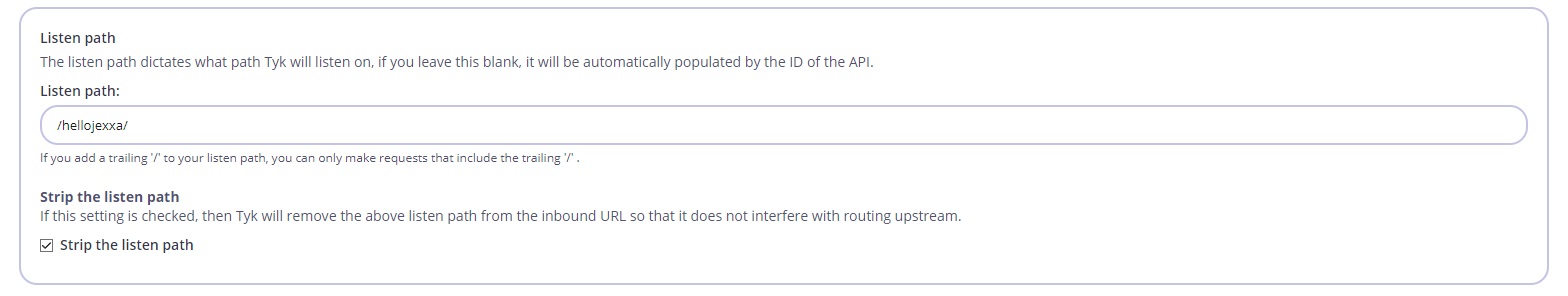 Listen path
The listen path dictates what path Tyk will listen on, if you leave this blank, it will be automatically populated by the ID of the API.
Listen path:
/hellojexxa/
If you add a trailing '/' to your listen path, you can only make requests that include the trailing '/' .
Strip the listen path
If this setting is checked, then Tyk will remove the above listen path from the inbound URL so that it does not interfere with routing upstream.
Strip the listen path